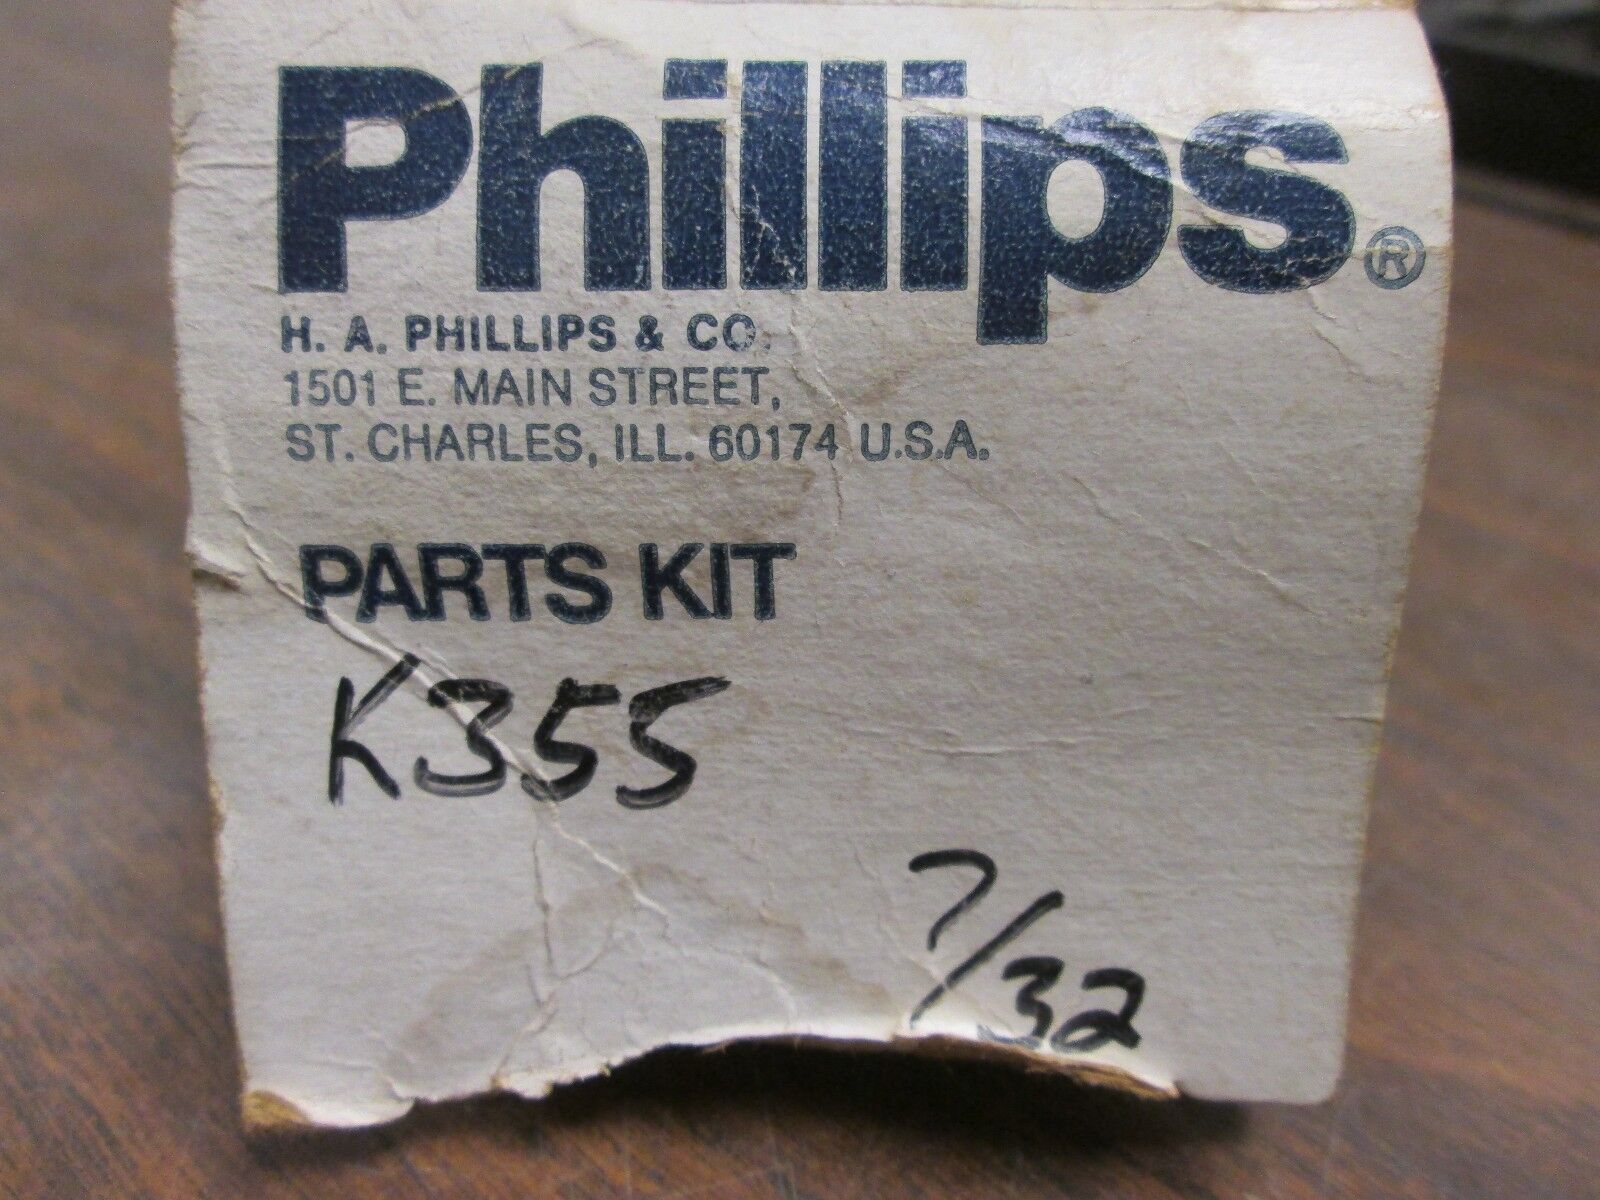 Phillips®
H. A. PHILLIPS & CO.
1501 E. MAIN STREET,
ST. CHARLES, ILL. 60174 U.S.A.
PARTS KIT
K355
7/32